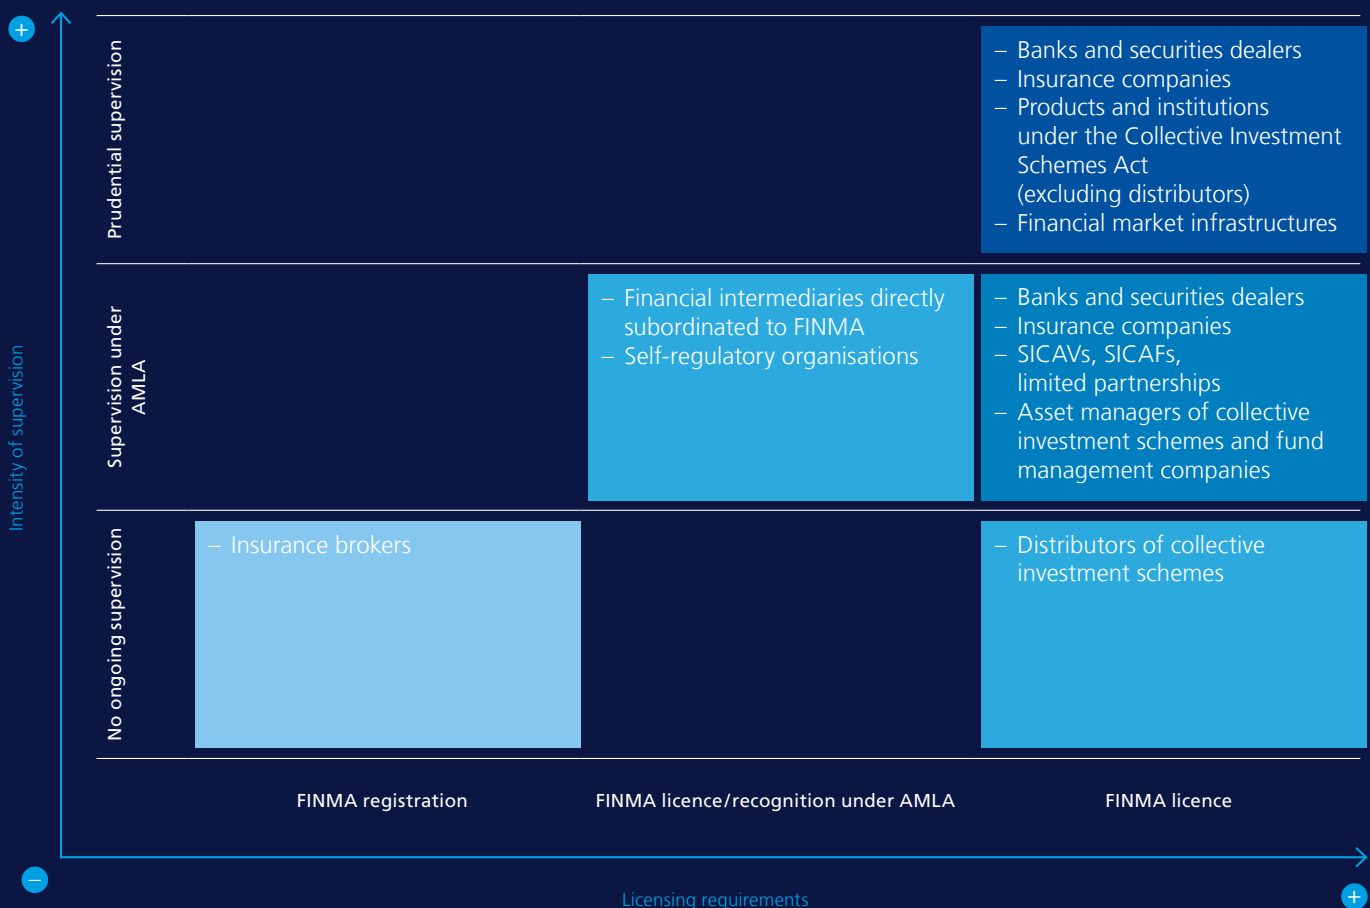 +
Intensity of supervision
Prudential supervision
– Banks and securities dealers
– Insurance companies
– Products and institutions
under the Collective Investment
Schemes Act
(excluding distributors)
– Financial market infrastructures
Supervision under
AMLA
– Financial intermediaries directly
subordinated to FINMA
– Self-regulatory organisations
– Banks and securities dealers
– Insurance companies
– SICAVs, SICAFs,
limited partnerships
– Asset managers of collective
investment schemes and fund
management companies
No ongoing supervision
– Insurance brokers
– Distributors of collective
investment schemes
FINMA registration
FINMA licence/recognition under AMLA
FINMA licence
–
Licensing requirements
+